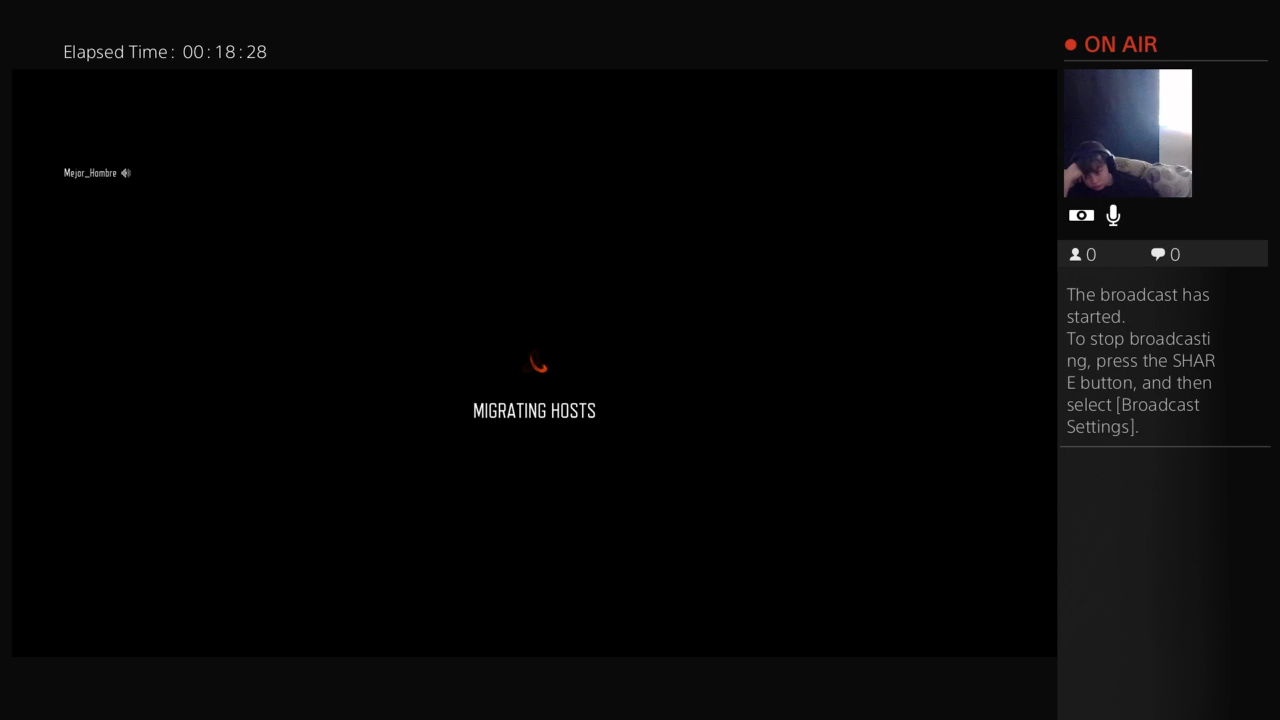 Elapsed Time: 00:18:28
ON AIR
Mejor_Hombre
0
0
The broadcast has
started.
To stop broadcasti
ng, press the SHAR
E button, and then
select [Broadcast
Settings].
MIGRATING HOSTS